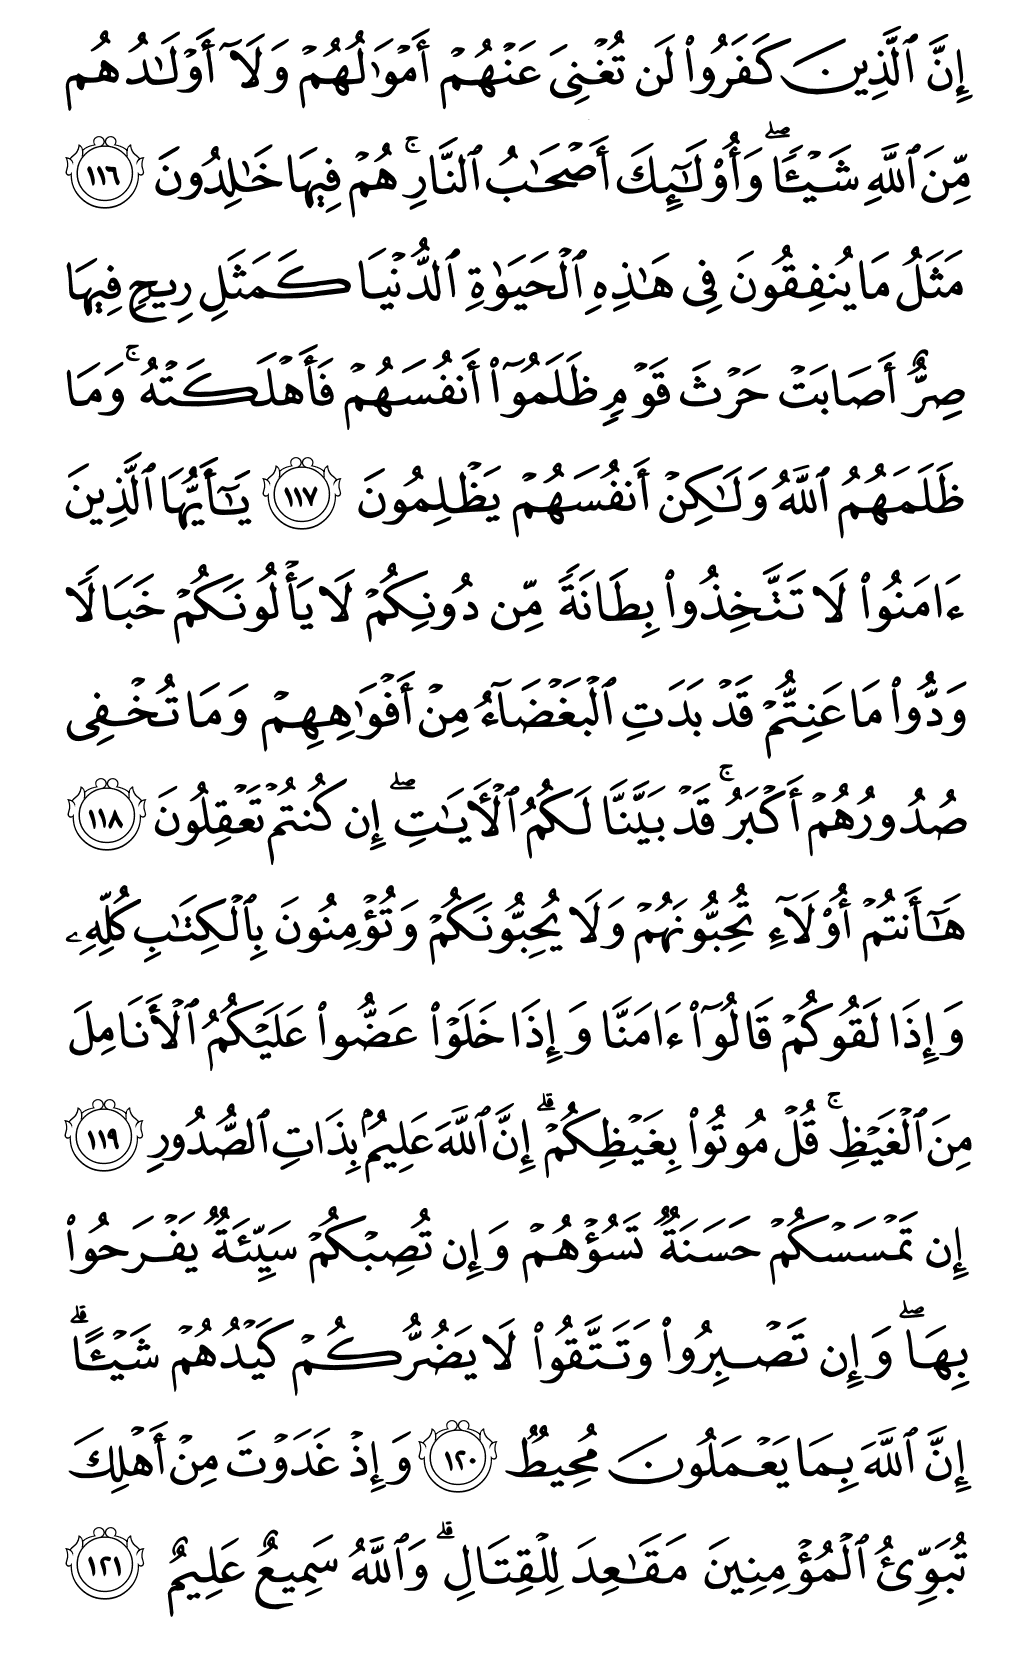 إِنَّ ٱلَّذِينَ كَفَرُوا۟ لَن تُغْنِىَ عَنْهُمْ أَمْوَٰلُهُمْ وَلَآ أَوْلَـٰدُهُم
مِّنَ ٱللَّهِ شَيْـًٔا ۖ وَأُو۟لَـٰٓئِكَ أَصْحَـٰبُ ٱلنَّارِ ۚ هُمْ فِيهَا خَـٰلِدُونَ ١١٦
مَثَلُ مَا يُنفِقُونَ فِى هَـٰذِهِ ٱلْحَيَوٰةِ ٱلدُّنْيَا كَمَثَلِ رِيحٍ فِيهَا
صِرٌّ أَصَابَتْ حَرْثَ قَوْمٍ ظَلَمُوٓا۟ أَنفُسَهُمْ فَأَهْلَكَتْهُ ۚ وَمَا
ظَلَمَهُمُ ٱللَّهُ وَلَـٰكِنْ أَنفُسَهُمْ يَظْلِمُونَ ١١٧ يَـٰٓأَيُّهَا ٱلَّذِينَ
ءَامَنُوا۟ لَا تَتَّخِذُوا۟ بِطَانَةً مِّن دُونِكُمْ لَا يَأْلُونَكُمْ خَبَالًا
وَدُّوا۟ مَا عَنِتُّمْ قَدْ بَدَتِ ٱلْبَغْضَآءُ مِنْ أَفْوَٰهِهِمْ وَمَا تُخْفِى
صُدُورُهُمْ أَكْبَرُ ۚ قَدْ بَيَّنَّا لَكُمُ ٱلْـَٔايَـٰتِ ۖ إِن كُنتُمْ تَعْقِلُونَ ١١٨
هَـٰٓأَنتُمْ أُو۟لَآءِ تُحِبُّونَهُمْ وَلَا يُحِبُّونَكُمْ وَتُؤْمِنُونَ بِٱلْكِتَـٰبِ كُلِّهِۦ
وَإِذَا لَقُوكُمْ قَالُوٓا۟ ءَامَنَّا وَإِذَا خَلَوْا۟ عَضُّوا۟ عَلَيْكُمُ ٱلْأَنَامِلَ
مِنَ ٱلْغَيْظِ ۚ قُلْ مُوتُوا۟ بِغَيْظِكُمْ ۗ إِنَّ ٱللَّهَ عَلِيمٌۢ بِذَاتِ ٱلصُّدُورِ ١١٩
إِن تَمْسَسْكُمْ حَسَنَةٌ تَسُؤْهُمْ وَإِن تُصِبْكُمْ سَيِّئَةٌ يَفْرَحُوا۟
بِهَا ۖ وَإِن تَصْبِرُوا۟ وَتَتَّقُوا۟ لَا يَضُرُّكُمْ كَيْدُهُمْ شَيْـًٔا ۗ
إِنَّ ٱللَّهَ بِمَا يَعْمَلُونَ مُحِيطٌ ١٢٠ وَإِذْ غَدَوْتَ مِنْ أَهْلِكَ
تُبَوِّئُ ٱلْمُؤْمِنِينَ مَقَـٰعِدَ لِلْقِتَالِ ۗ وَٱللَّهُ سَمِيعٌ عَلِيمٌ ١٢١